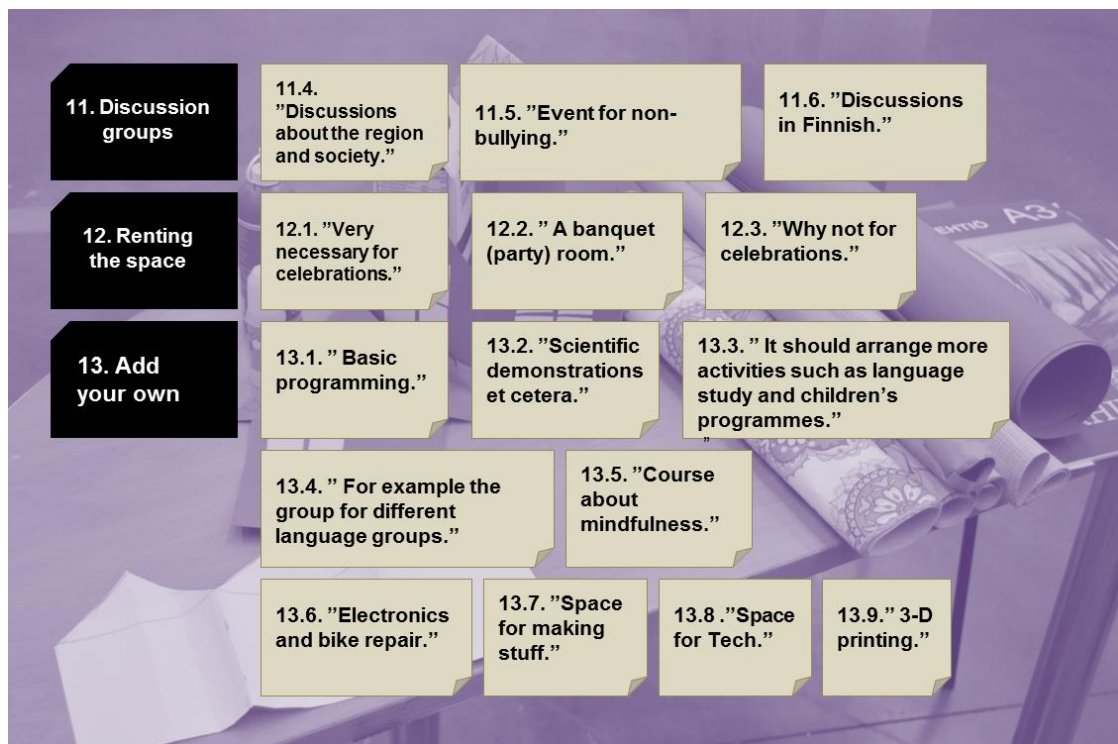 11. Discussion
groups
11.4.
”Discussions
about the region
and society.”
11.5. ”Event for non-
bullying.”
11.6. ”Discussions
in Finnish.”
12. Renting
the space
12.1. ”Very
necessary for
celebrations.”
12.2. ” A banquet
(party) room.”
12.3. ”Why not for
celebrations.”
13. Add
your own
13.1. ” Basic
programming.”
13.2. ”Scientific
demonstrations
et cetera.”
13.3. ” It should arrange more
activities such as language
study and children’s
programmes.”
”
13.4. ” For example the
group for different
language groups.”
13.5. ”Course
about
mindfulness.”
13.6. ”Electronics
and bike repair.”
13.7. ”Space
for making
stuff.”
13.8 .”Space
for Tech.”
13.9.” 3-D
printing.”
EHTIÖ A3